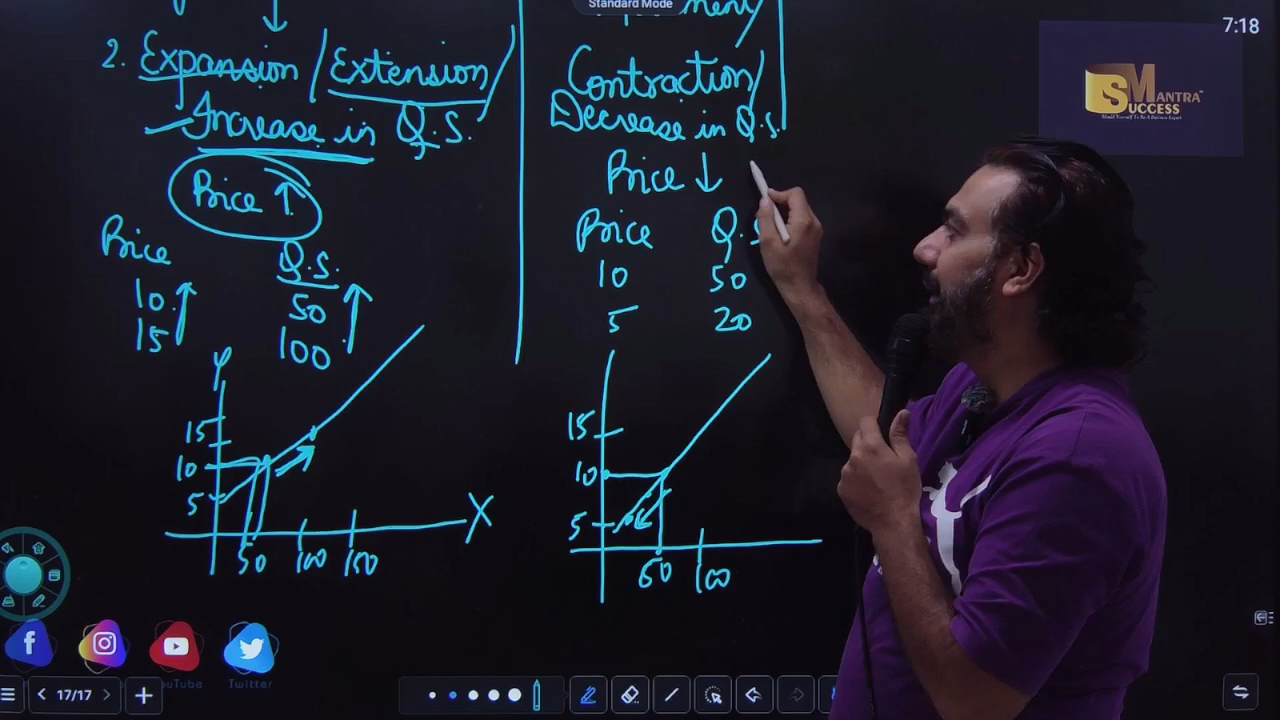 Standard Mode
7:18
2. Expansion / Extension /
Increase in Q.S.
Price ↑
Price Q.S.
10 50
15 100
Y
15
10
5
X
50 100 150
Contraction /
Decrease in Q.S.
Price ↓
Price Q.S
10 50
5 20
15
10
5
50 100
SMANTRA
SUCCESS
17/17
Twitter